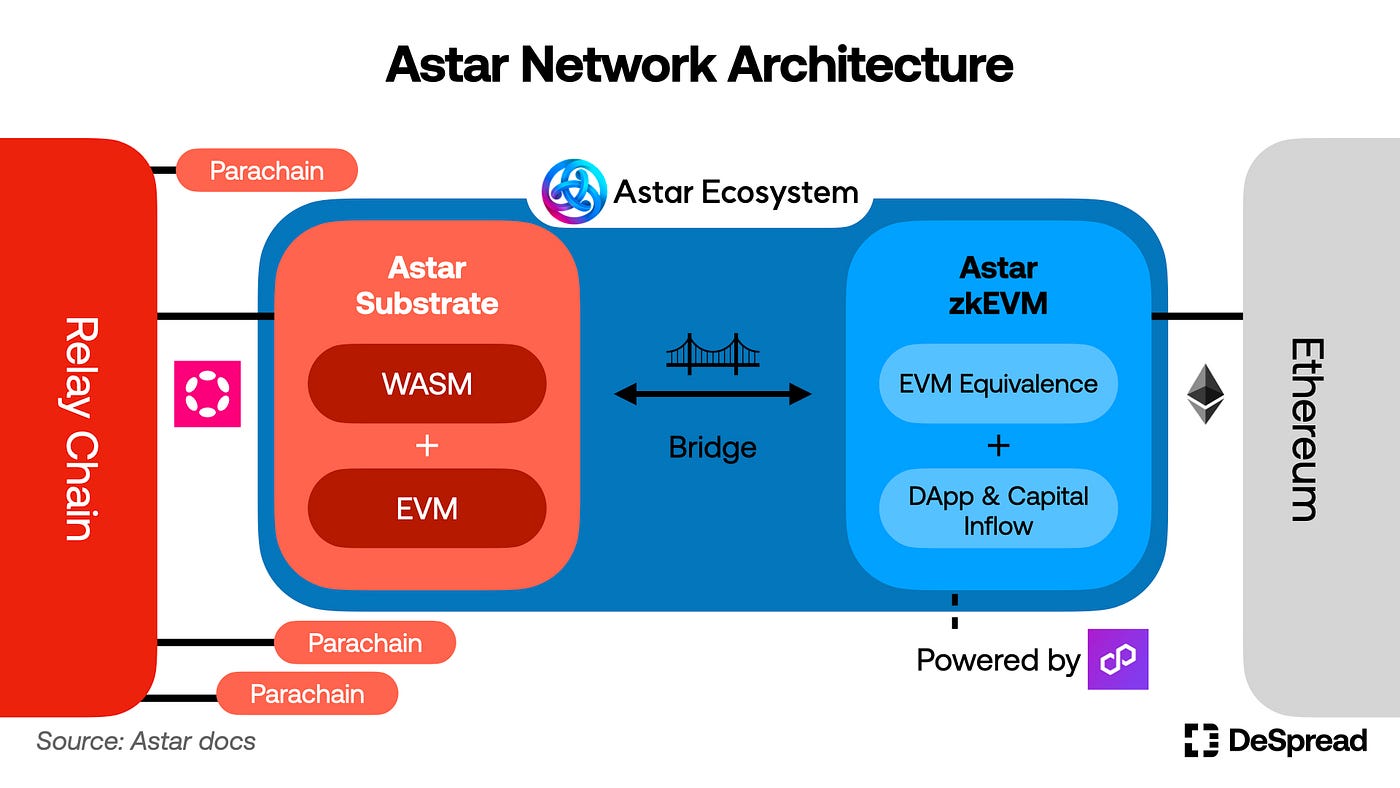 Astar Network Architecture
Parachain
Astar Ecosystem
Relay Chain
Astar
Substrate
WASM
+
EVM
Bridge
Astar
zkEVM
EVM Equivalence
+
DApp & Capital
Inflow
Ethereum
Parachain
Parachain
Powered by
Source: Astar docs
DeSpread